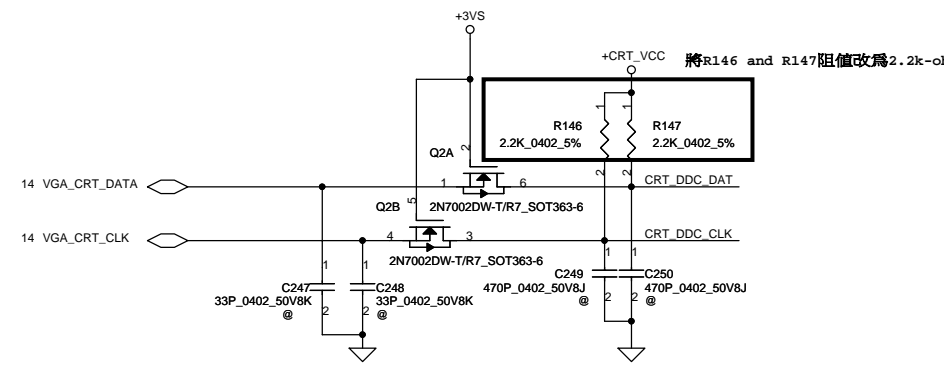 +3VS
+CRT_VCC
將R146 and R147阻值改為2.2k-o
1
1
R146
2.2K_0402_5%
R147
2.2K_0402_5%
Q2A
2
2
2
14 VGA_CRT_DATA
1
6
CRT_DDC_DAT
Q2B
5
2N7002DW-T/R7_SOT363-6
14 VGA_CRT_CLK
4
3
CRT_DDC_CLK
2N7002DW-T/R7_SOT363-6
1
1
1
1
C247
33P_0402_50V8K
@
2
C248
33P_0402_50V8K
@
2
C249
470P_0402_50V8J
@
2
C250
470P_0402_50V8J
@
2